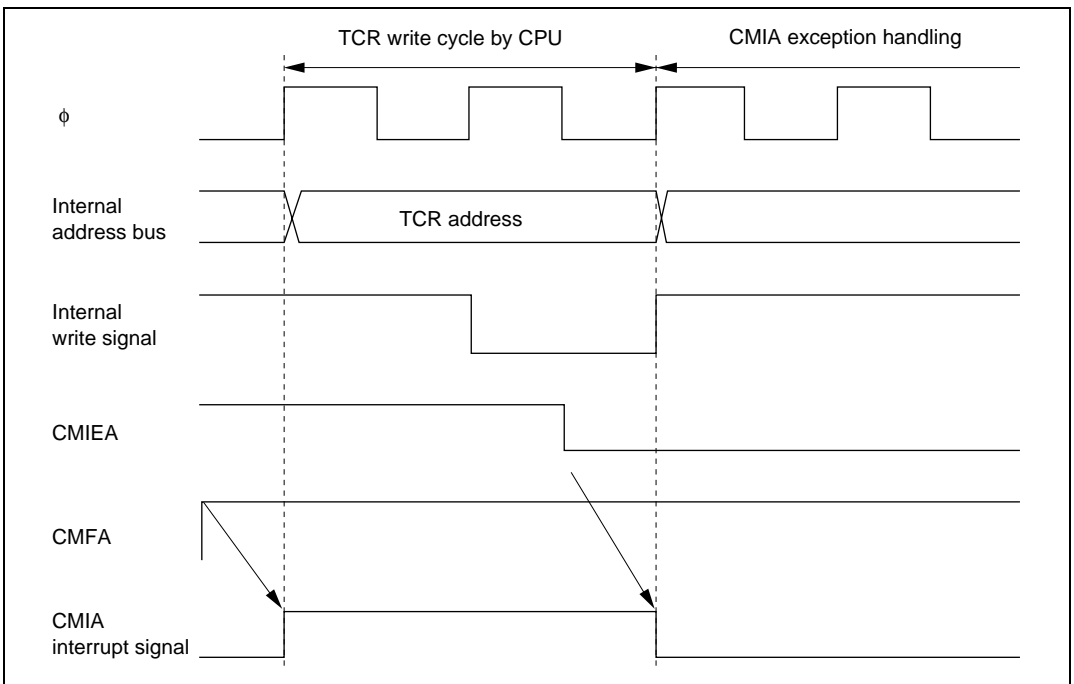 TCR write cycle by CPU
CMIA exception handling
ϕ
Internal
address bus
TCR address
Internal
write signal
CMIEA
CMFA
CMIA
interrupt signal